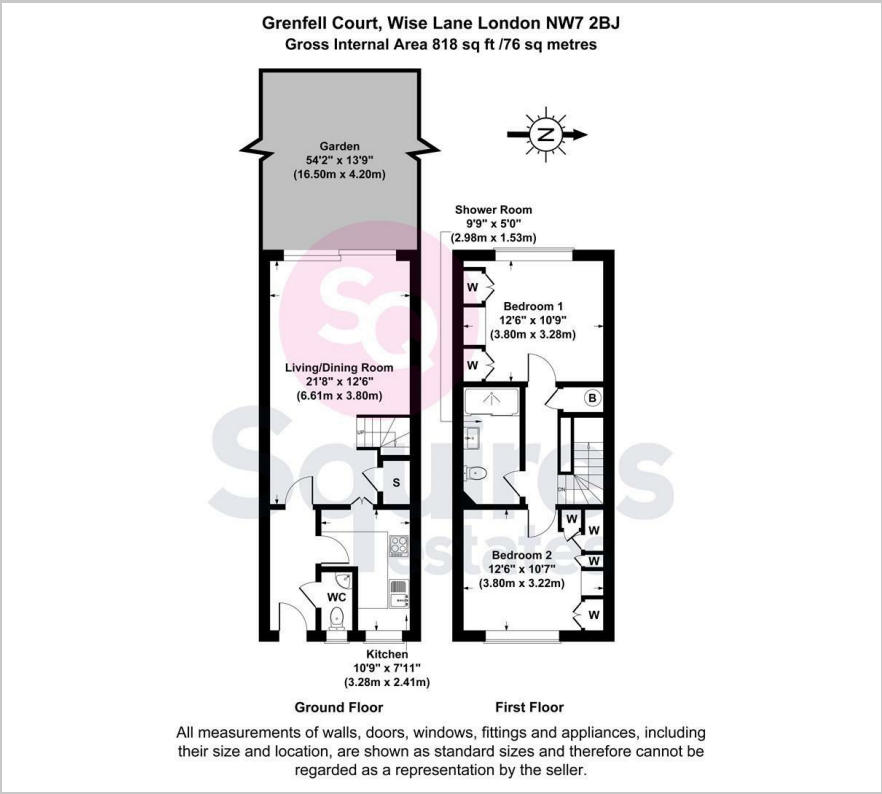 Grenfell Court, Wise Lane London NW7 2BJ
Gross Internal Area 818 sq ft /76 sq metres
Garden
54'2" x 13'9"
(16.50m x 4.20m)
N
Shower Room
9'9" x 5'0"
(2.98m x 1.53m)
W
Bedroom 1
12'6" x 10'9"
(3.80m x 3.28m)
W
B
Living/Dining Room
21'8" x 12'6"
(6.61m x 3.80m)
UP
S
DN
W
W
W
W
Bedroom 2
12'6" x 10'7"
(3.80m x 3.22m)
WC
Kitchen
10'9" x 7'11"
(3.28m x 2.41m)
SQ
Squires
estates
Ground Floor
First Floor
All measurements of walls, doors, windows, fittings and appliances, including
their size and location, are shown as standard sizes and therefore cannot be
regarded as a representation by the seller.